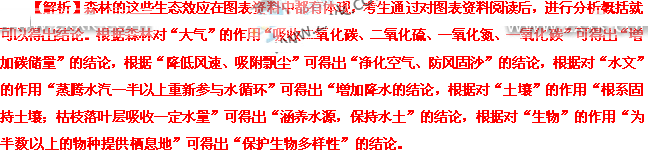 【解析】森林的这些生态效应在图表资料中都有体现,考生通过对图表资料阅读后，进行分析概括就
可以得出结论。根据森林对“大气”的作用“吸收二氧化碳、二氧化硫、一氧化氮、一氧化碳”可得出“增
加碳储量”的结论，根据“降低风速、吸附飘尘”可得出“净化空气、防风固沙”的结论，根据对“水文”
的作用“蒸腾水汽一半以上重新参与水循环”可得出“增加降水的结论，根据对“土壤”的作用“根系固
持土壤；枯枝落叶层吸收一定水量”可得出“涵养水源，保持水土”的结论，根据对“生物”的作用“为
半数以上的物种提供栖息地”可得出“保护生物多样性”的结论。